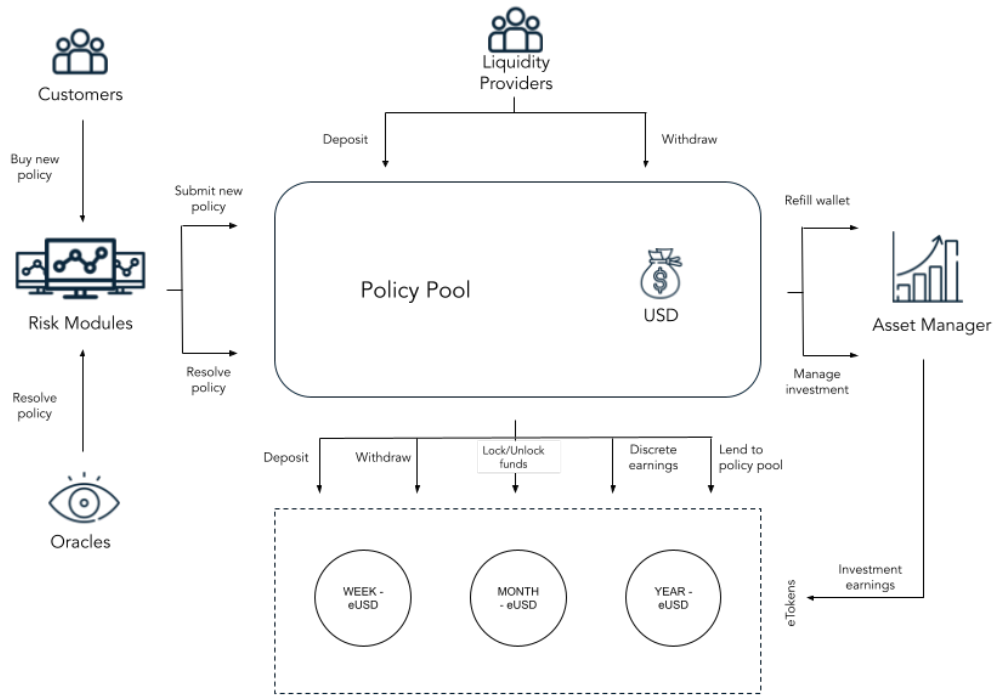 Customers
Liquidity
Providers
Deposit
Withdraw
Buy new
policy
Submit new
policy
Refill wallet
Policy Pool
USD
Risk Modules
Asset Manager
Resolve
policy
Manage
investment
Resolve
policy
Deposit
Withdraw
Lock/Unlock
funds
Discrete
earnings
Lend to
policy pool
Oracles
WEEK -
eUSD
MONTH
- eUSD
YEAR -
eUSD
eTokens
Investment
earnings